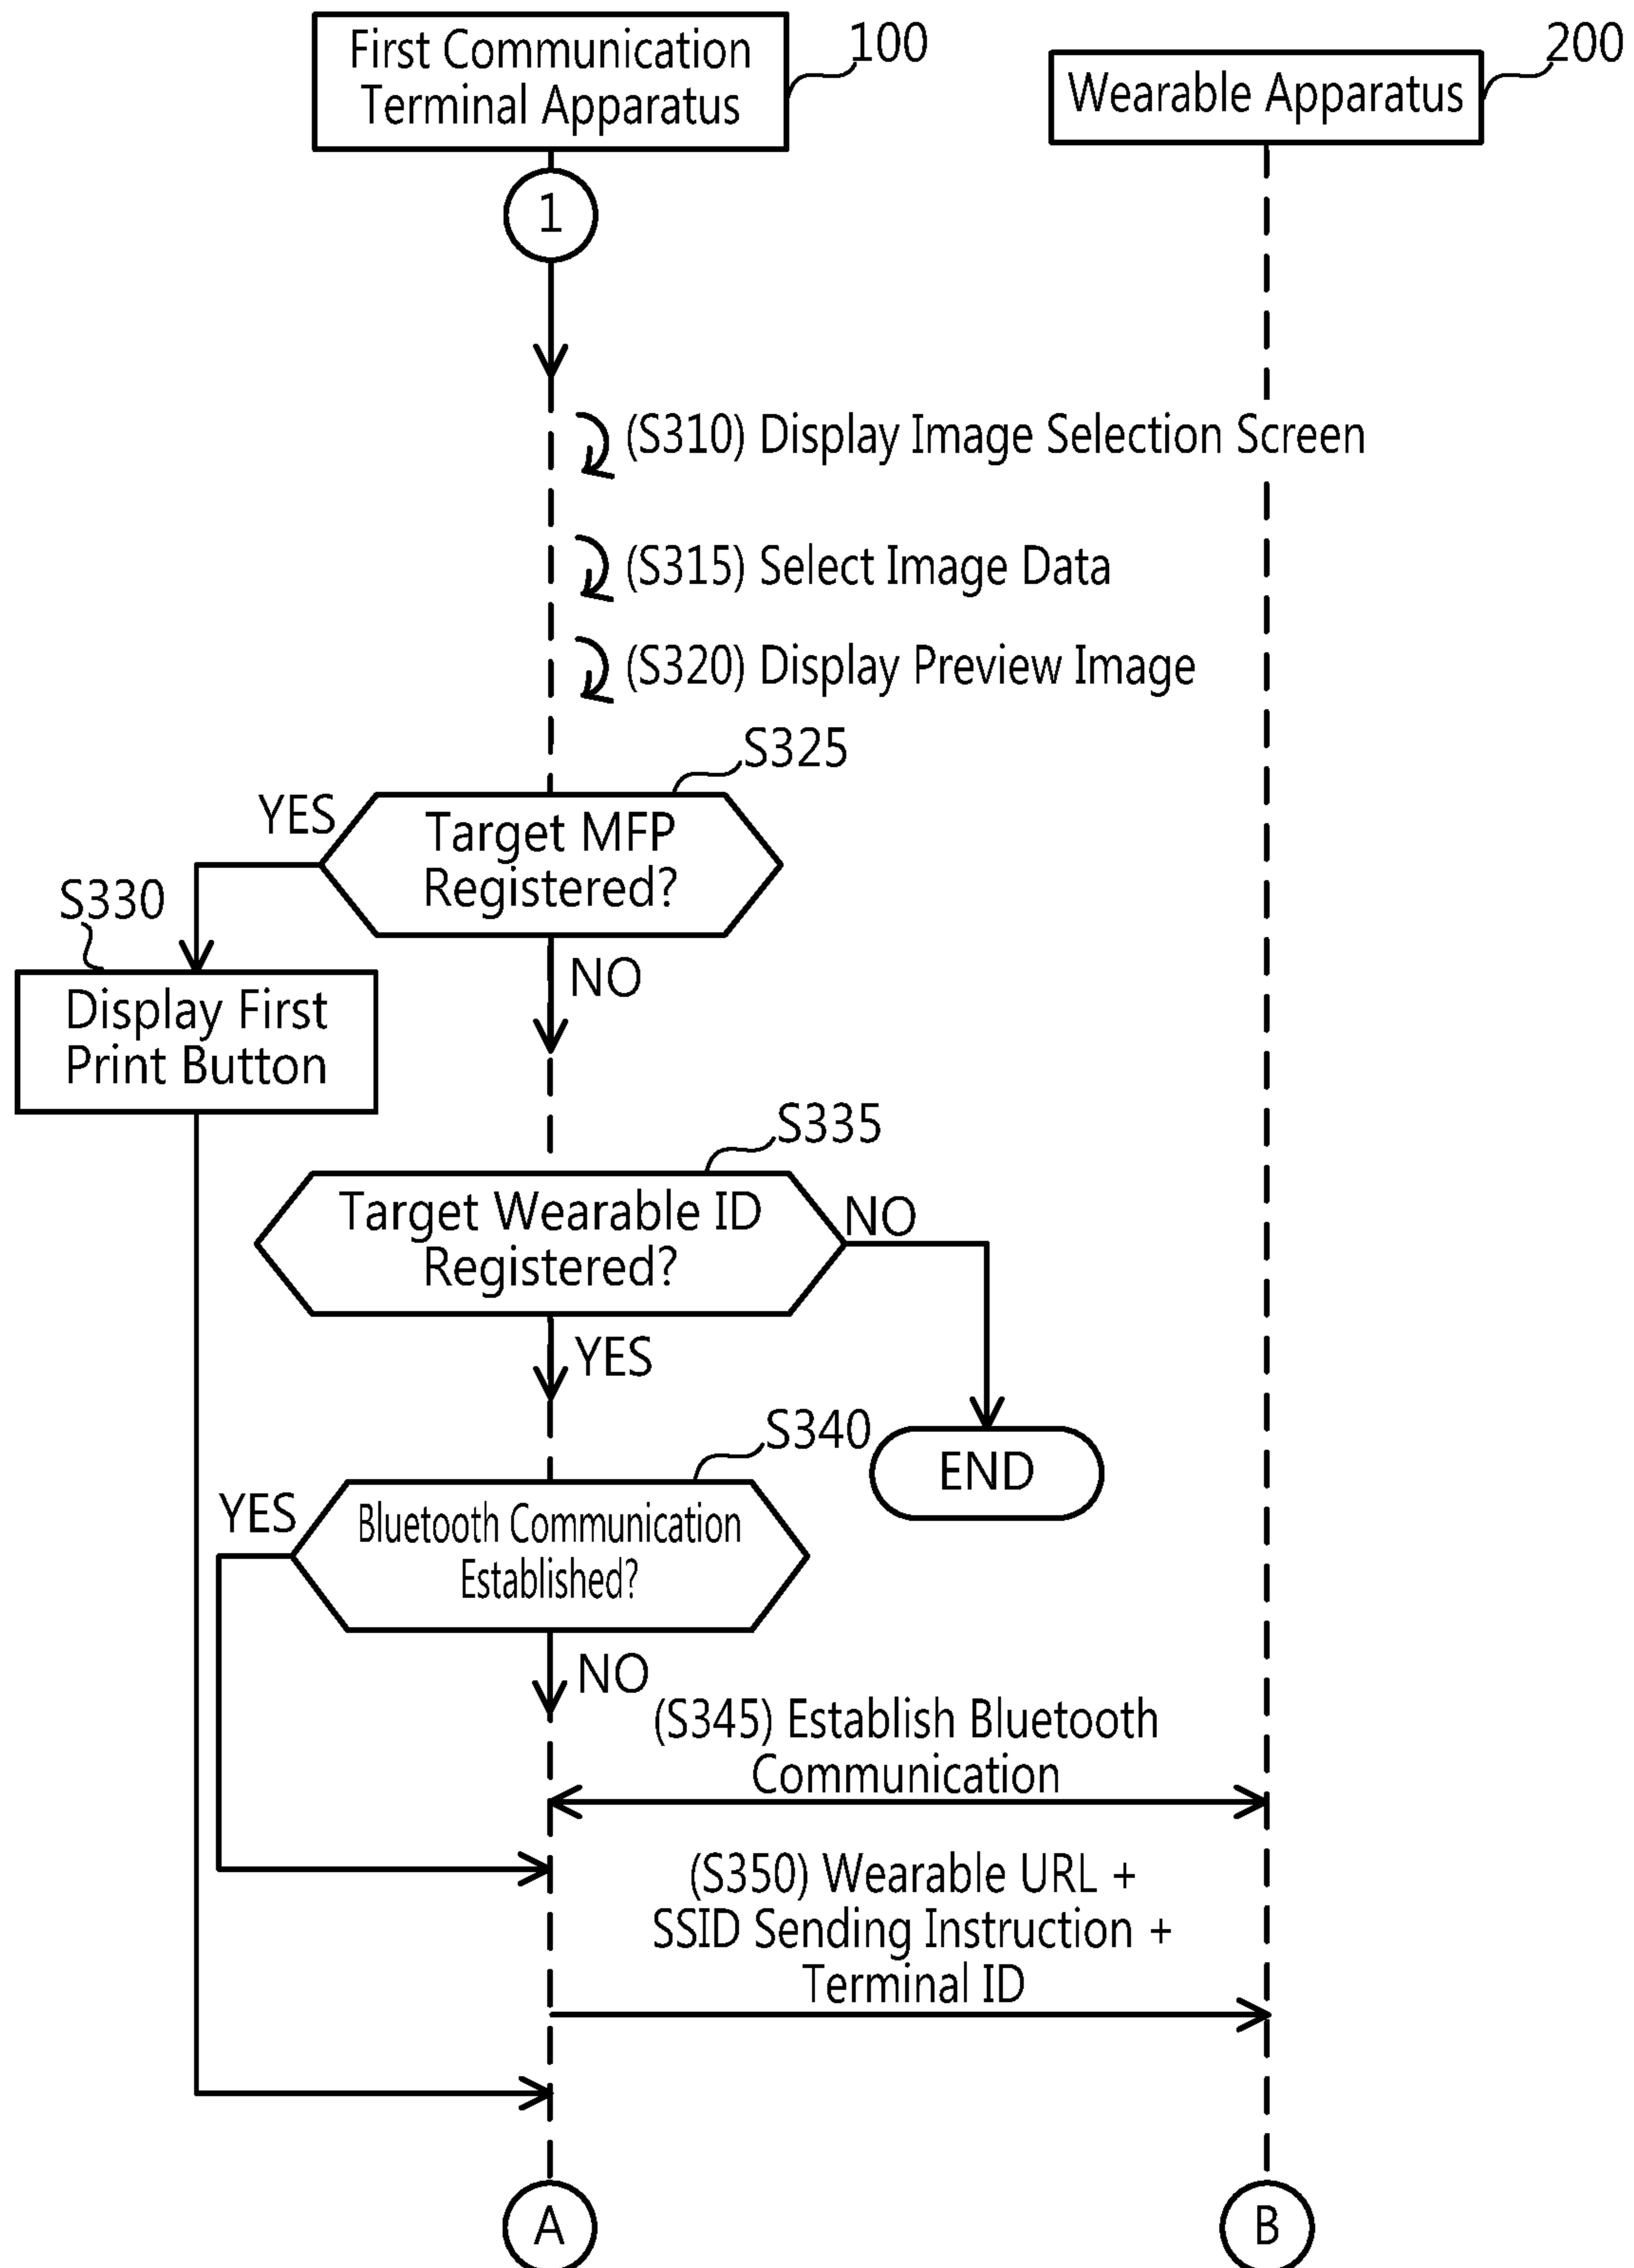 First Communication
Terminal Apparatus
100
Wearable Apparatus
200
1
(S310) Display Image Selection Screen
(S315) Select Image Data
(S320) Display Preview Image
S325
YES
Target MFP
Registered?
S330
NO
Display First
Print Button
S335
Target Wearable ID
Registered?
NO
YES
S340
END
YES
Bluetooth Communication
Established?
NO
(S345) Establish Bluetooth
Communication
(S350) Wearable URL +
SSID Sending Instruction +
Terminal ID
A
B